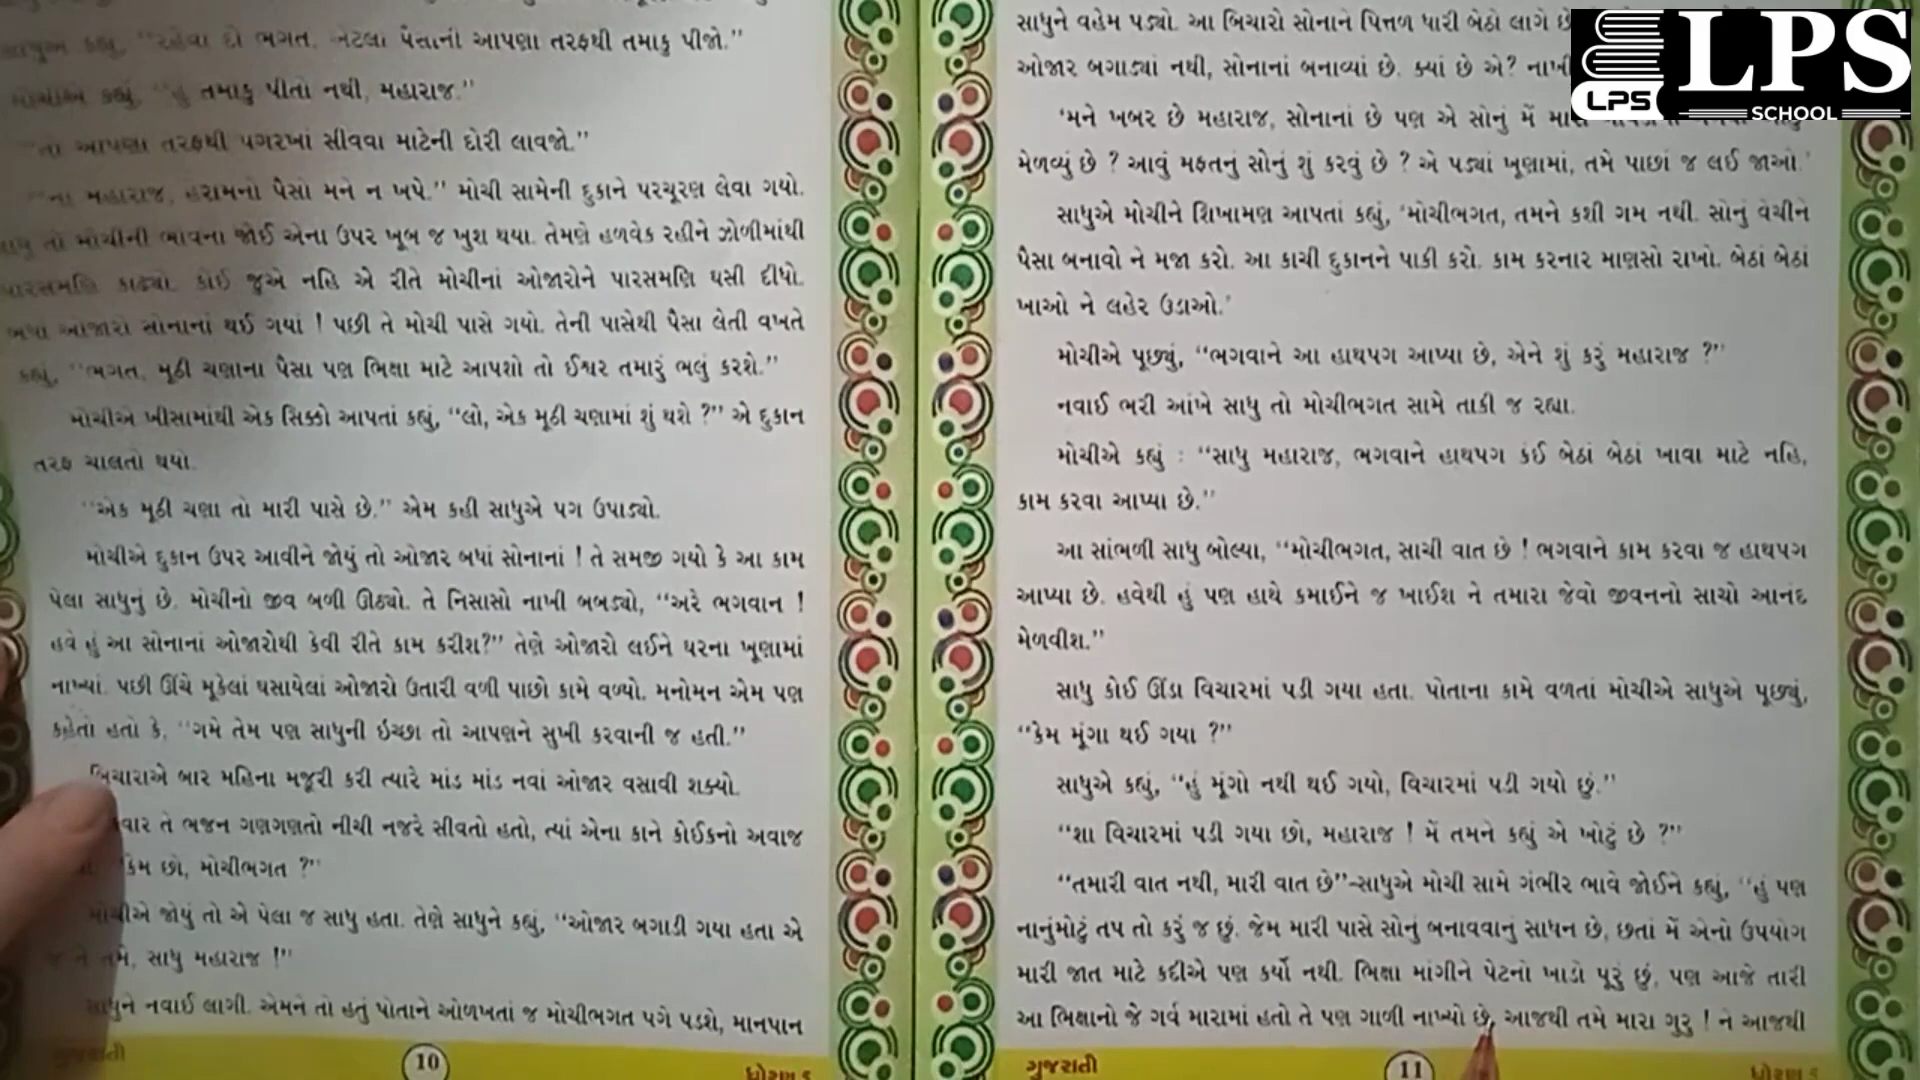 કહ્યું, “રહેવા દો ભગત. એટલા પૈસાની આપણા તરફથી તમાકુ પીજો.”
મોચીએ કહ્યું, “હું તમાકુ પીતો નથી, મહારાજ.”
“તો આપણા તરફથી પગરખાં સીવવા માટેની દોરી લાવજો.”
“ના મહારાજ, હરામનો પૈસો મને ન ખપે.” મોચી સામેની દુકાને પરચૂરણ લેવા ગયો.
સાધુ તો મોચીની ભાવના જોઈ એના ઉપર ખૂબ જ ખુશ થયા. તેમણે હળવેક રહીને ઝોળીમાંથી
પારસમણિ કાઢ્યો. કોઈ જુએ નહિ એ રીતે મોચીનાં ઓજારોને પારસમણિ ઘસી દીધો.
બધા ઓજારો સોનાનાં થઈ ગયાં ! પછી તે મોચી પાસે ગયો. તેની પાસેથી પૈસા લેતી વખતે
કહ્યું, “ભગત, મૂઠી ચણાના પૈસા પણ ભિક્ષા માટે આપશો તો ઈશ્વર તમારું ભલું કરશે.”
મોચીએ ખીસામાંથી એક સિક્કો આપતાં કહ્યું, “લો, એક મૂઠી ચણામાં શું થશે ?” એ દુકાન
તરફ ચાલતો થયો.
“એક મૂઠી ચણા તો મારી પાસે છે.” એમ કહી સાધુએ પગ ઉપાડ્યો.
મોચીએ દુકાન ઉપર આવીને જોયું તો ઓજાર બધાં સોનાનાં ! તે સમજી ગયો કે આ કામ
પેલા સાધુનું છે. મોચીનો જીવ બળી ઊઠ્યો. તે નિસાસો નાખી બબડ્યો, “અરે ભગવાન !
હવે હું આ સોનાનાં ઓજારોથી કેવી રીતે કામ કરીશ?” તેણે ઓજારો લઈને ઘરના ખૂણામાં
નાખ્યાં. પછી ઊંચે મૂકેલાં ઘસાયેલાં ઓજારો ઉતારી વળી પાછો કામે વળ્યો. મનોમન એમ પણ
કહેતો હતો કે, “ગમે તેમ પણ સાધુની ઇચ્છા તો આપણને સુખી કરવાની જ હતી.”
બિચારાએ બાર મહિના મજૂરી કરી ત્યારે માંડ માંડ નવાં ઓજાર વસાવી શક્યો.
તે ભજન ગણગણતો નીચી નજરે સીવતો હતો, ત્યાં એના કાને કોઈકનો અવાજ
કેમ છો, મોચીભગત ?”
મોચીએ જોયું તો એ પેલા જ સાધુ હતા. તેણે સાધુને કહ્યું, “ઓજાર બગાડી ગયા હતા એ
જ ને તમે, સાધુ મહારાજ !”
સાધુને નવાઈ લાગી. એમને તો હતું પોતાને ઓળખતાં જ મોચીભગત પગે પડશે, માનપાન
ગુજરાતી
10
સાધુને વહેમ પડ્યો. આ બિચારો સોનાને પિત્તળ ધારી બેઠો લાગે છે
ઓજાર બગાડ્યાં નથી, સોનાનાં બનાવ્યાં છે. ક્યાં છે એ? નાખી
‘મને ખબર છે મહારાજ, સોનાનાં છે પણ એ સોનું મેં
મેળવ્યું છે ? આવું મફતનું સોનું શું કરવું છે ? એ પડ્યાં ખૂણામાં, તમે પાછાં જ લઈ જાઓ.’
સાધુએ મોચીને શિખામણ આપતાં કહ્યું, ‘મોચીભગત, તમને કશી ગમ નથી. સોનું વેચીને
પૈસા બનાવો ને મજા કરો. આ કાચી દુકાનને પાકી કરો. કામ કરનાર માણસો રાખો. બેઠાં બેઠાં
ખાઓ ને લહેર ઉડાઓ.’
મોચીએ પૂછ્યું, “ભગવાને આ હાથપગ આપ્યા છે, એને શું કરું મહારાજ ?”
નવાઈ ભરી આંખે સાધુ તો મોચીભગત સામે તાકી જ રહ્યા.
મોચીએ કહ્યું : “સાધુ મહારાજ, ભગવાને હાથપગ કંઈ બેઠાં બેઠાં ખાવા માટે નહિ,
કામ કરવા આપ્યા છે.”
આ સાંભળી સાધુ બોલ્યા, “મોચીભગત, સાચી વાત છે ! ભગવાને કામ કરવા જ હાથપગ
આપ્યા છે. હવેથી હું પણ હાથે કમાઈને જ ખાઈશ ને તમારા જેવો જીવનનો સાચો આનંદ
મેળવીશ.”
સાધુ કોઈ ઊંડા વિચારમાં પડી ગયા હતા. પોતાના કામે વળતાં મોચીએ સાધુએ પૂછ્યું,
“કેમ મૂંગા થઈ ગયા ?”
સાધુએ કહ્યું, “હું મૂંગો નથી થઈ ગયો, વિચારમાં પડી ગયો છું.”
“શા વિચારમાં પડી ગયા છો, મહારાજ ! મેં તમને કહ્યું એ ખોટું છે ?”
“તમારી વાત નથી, મારી વાત છે”-સાધુએ મોચી સામે ગંભીર ભાવે જોઈને કહ્યું, “હું પણ
નાનુંમોટું તપ તો કરું જ છું. જેમ મારી પાસે સોનું બનાવવાનું સાધન છે, છતાં મેં એનો ઉપયોગ
મારી જાત માટે કદીએ પણ કર્યો નથી. ભિક્ષા માંગીને પેટનો ખાડો પૂરું છું, પણ આજે તારી
આ ભિક્ષાનો જે ગર્વ મારામાં હતો તે પણ ગાળી નાખ્યો છે, આજથી તમે મારા ગુરુ ! ને આજથી
ગુજરાતી
11
LPS
LPS
SCHOOL